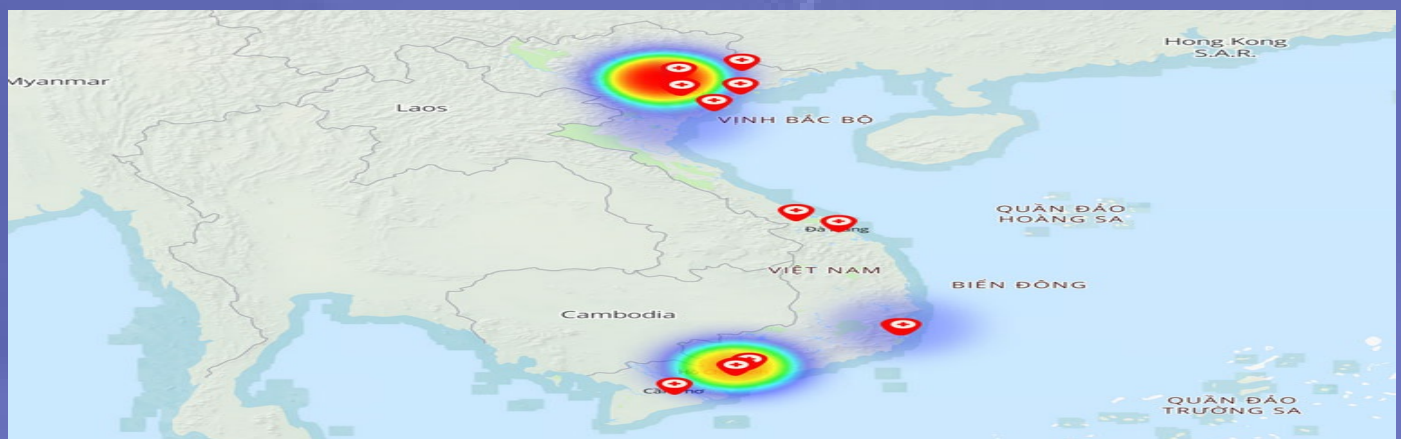 Hong Kong
S.A.R.
Myanmar
Laos
VỊNH BẮC BỘ
QUẦN ĐẢO
HOÀNG SA
VIỆT NAM
BIỂN ĐÔNG
Cambodia
QUẦN ĐẢO
TRƯỜNG SA